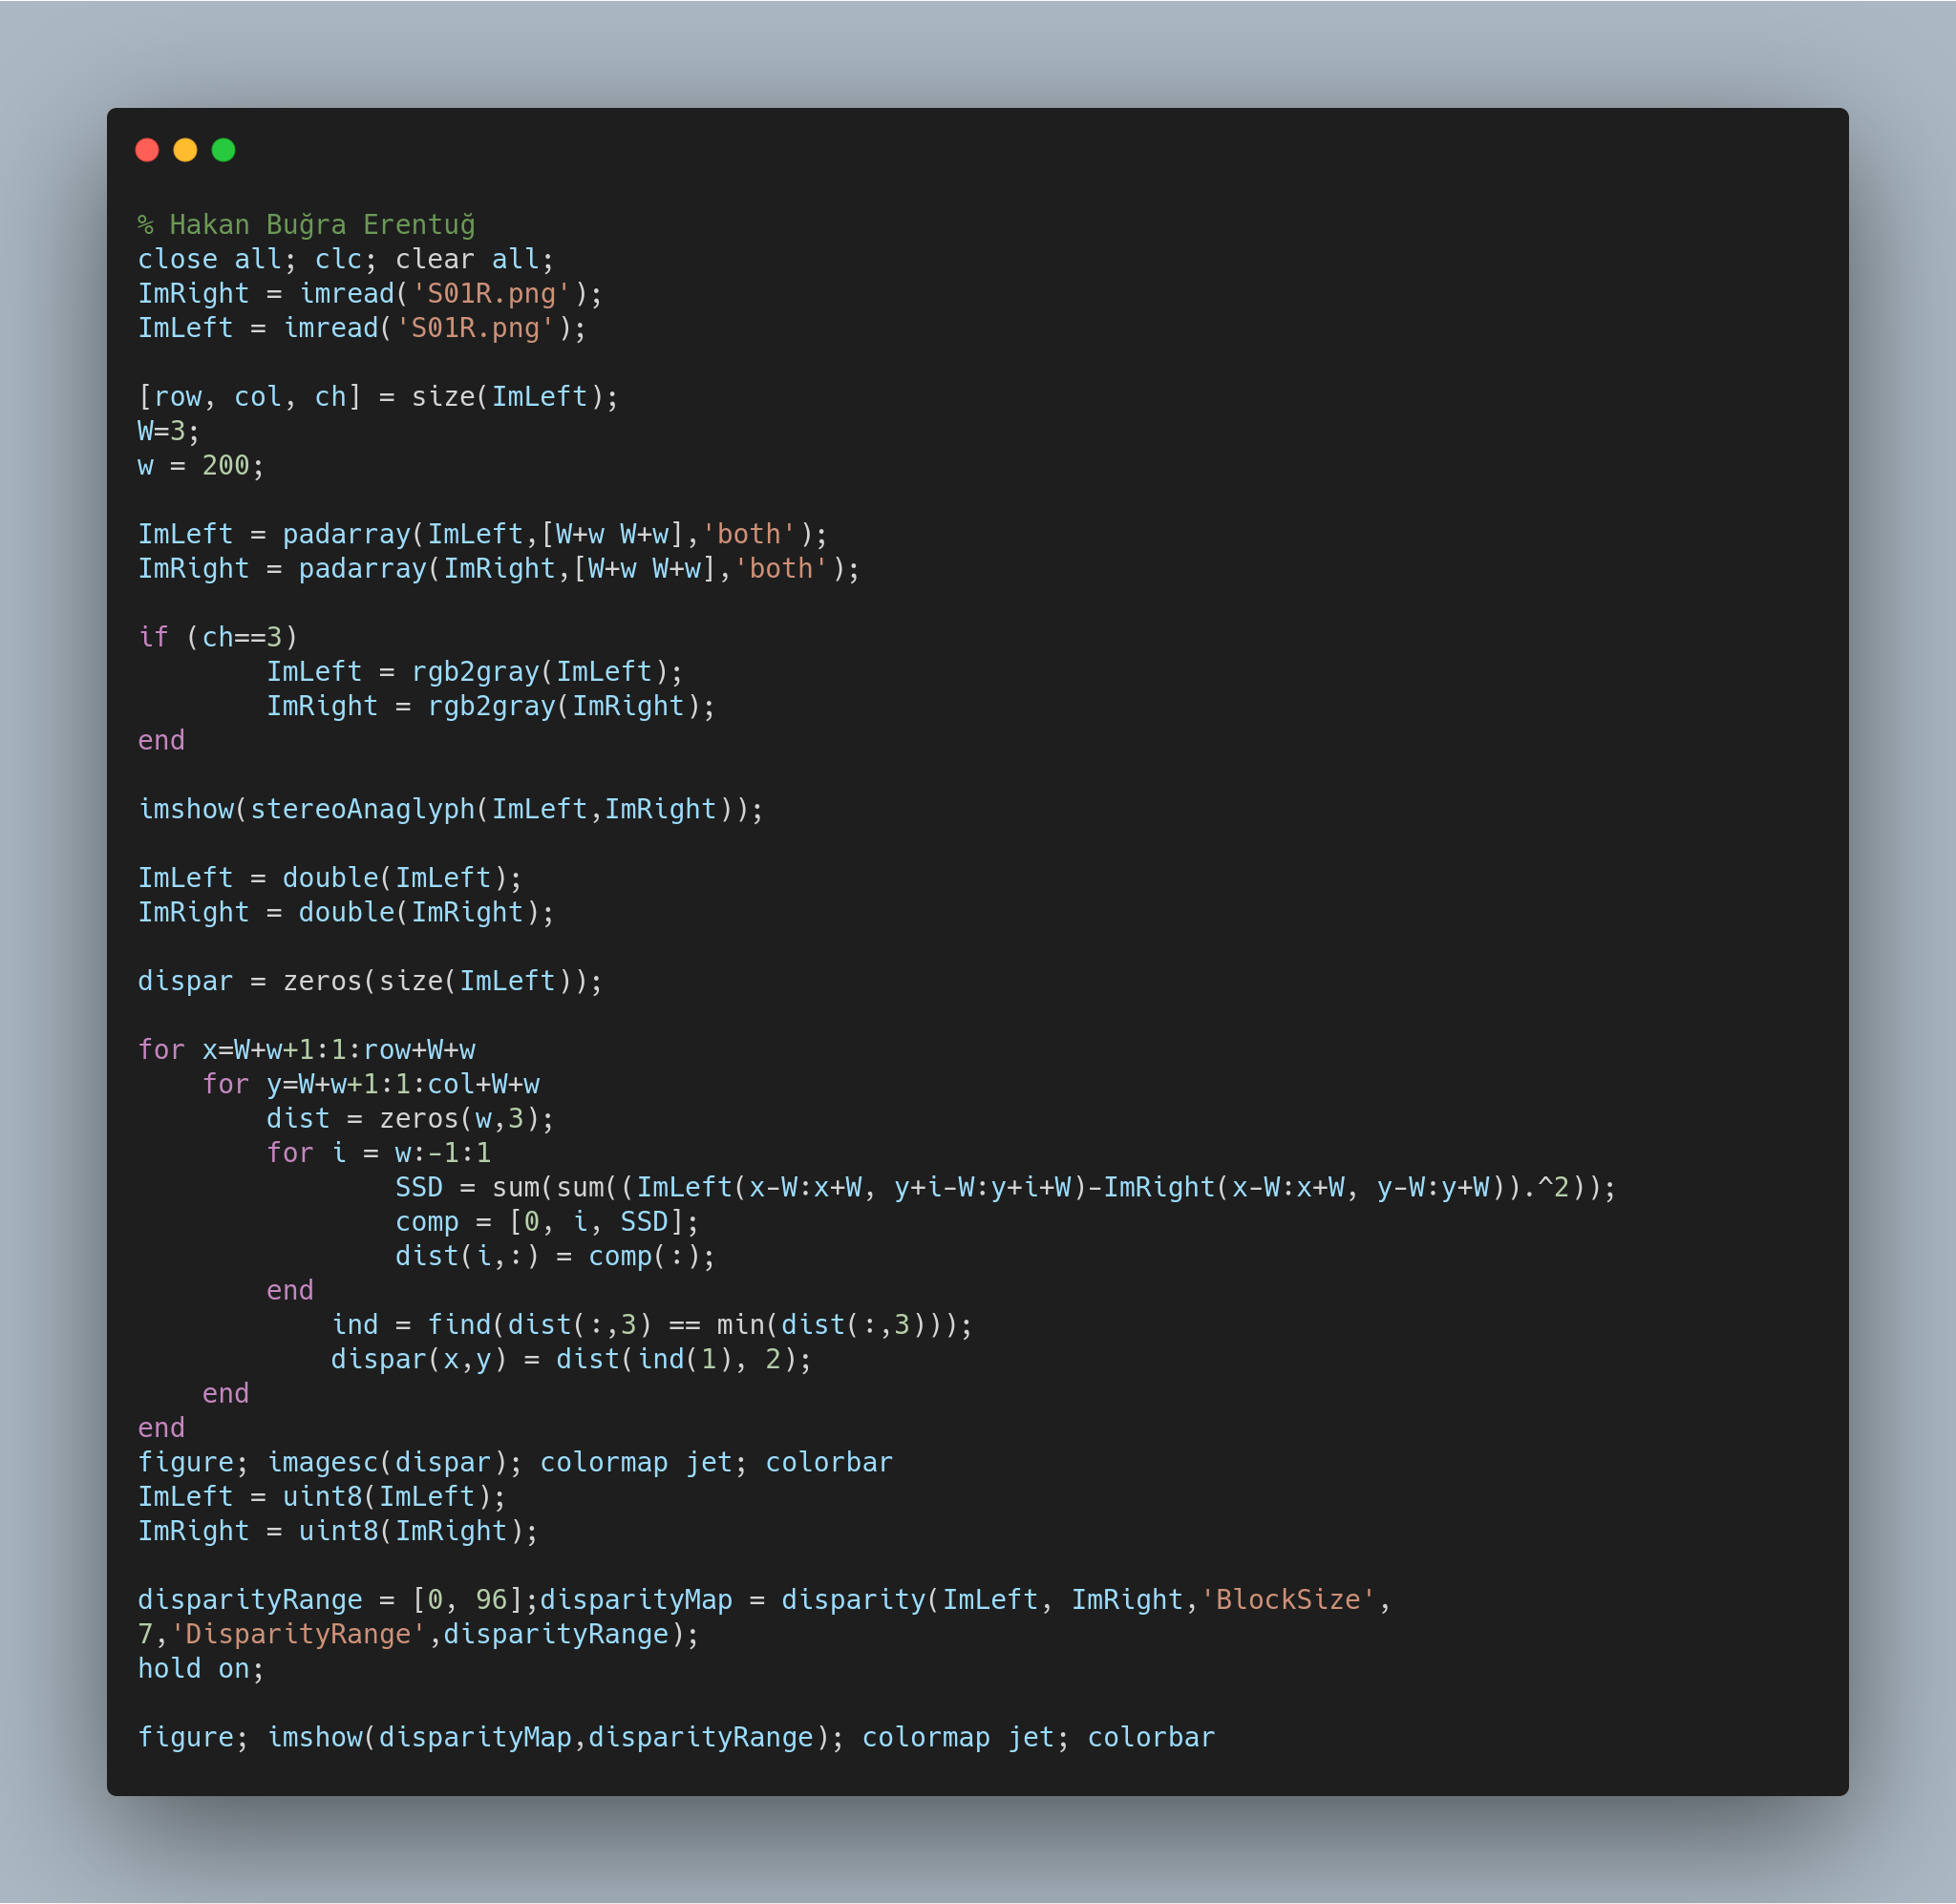 % Hakan Buğra Erentuğ
close all; clc; clear all;
ImRight = imread('S01R.png');
ImLeft = imread('S01R.png');
[row, col, ch] = size(ImLeft);
W=3;
w = 200;
ImLeft = padarray(ImLeft,[W+w W+w],'both');
ImRight = padarray(ImRight,[W+w W+w],'both');
if (ch==3)
        ImLeft = rgb2gray(ImLeft);
        ImRight = rgb2gray(ImRight);
end
imshow(stereoAnaglyph(ImLeft,ImRight));
ImLeft = double(ImLeft);
ImRight = double(ImRight);
dispar = zeros(size(ImLeft));
for x=W+w+1:1:row+W+w
    for y=W+w+1:1:col+W+w
        dist = zeros(w,3);
        for i = w:-1:1
                SSD = sum(sum((ImLeft(x-W:x+W, y+i-W:y+i+W)-ImRight(x-W:x+W, y-W:y+W)).^2));
                comp = [0, i, SSD];
                dist(i,:) = comp(:);
        end
            ind = find(dist(:,3) == min(dist(:,3)));
            dispar(x,y) = dist(ind(1), 2);
    end
end
figure; imagesc(dispar); colormap jet; colorbar
ImLeft = uint8(ImLeft);
ImRight = uint8(ImRight);
disparityRange = [0, 96];disparityMap = disparity(ImLeft, ImRight,'BlockSize',
7,'DisparityRange',disparityRange);
hold on;
figure; imshow(disparityMap,disparityRange); colormap jet; colorbar